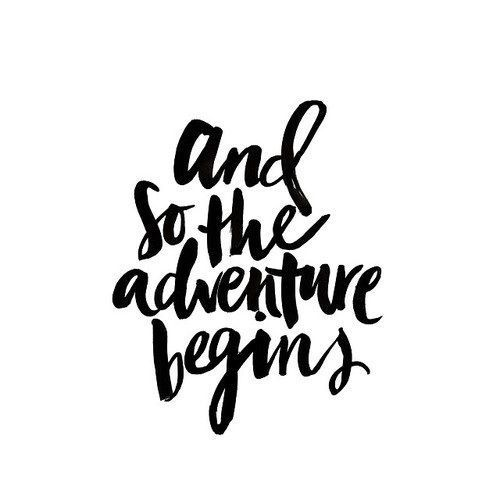 and
so the
adventure
begins